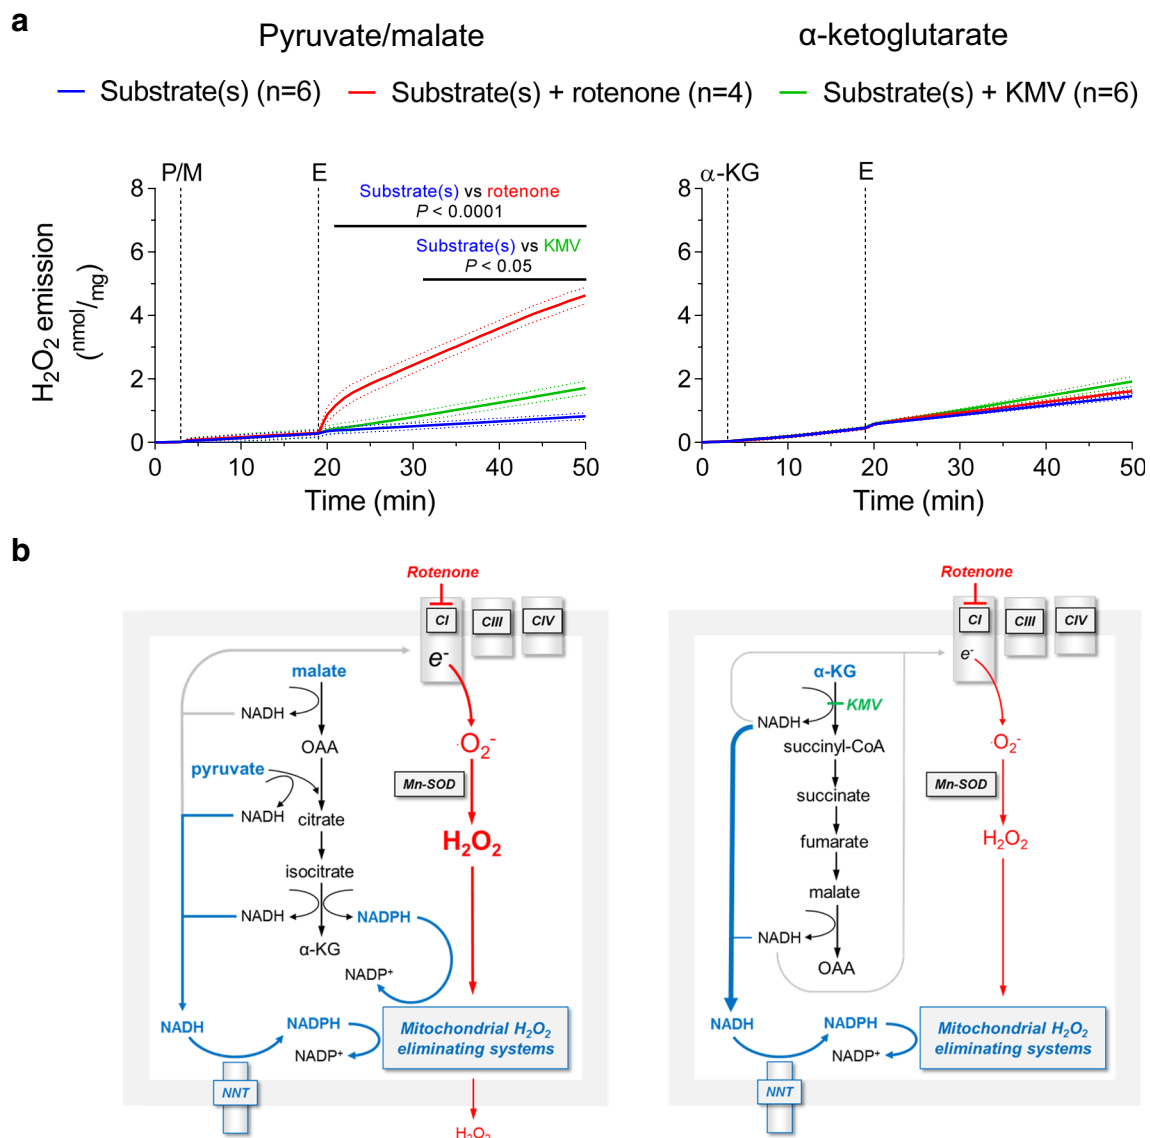 a
Pyruvate/malate
α-ketoglutarate
Substrate(s) (n=6)
Substrate(s) + rotenone (n=4)
Substrate(s) + KMV (n=6)
P/M
E
Substrate(s) vs rotenone
P < 0.0001
Substrate(s) vs KMV
P < 0.05
H₂O₂ emission
(nmol/mg)
8
6
4
2
0
0 10 20 30 40 50
Time (min)
α-KG
E
8
6
4
2
0
0 10 20 30 40 50
Time (min)
b
Rotenone
CI
CIII
CIV
e⁻
malate
NADH
OAA
·O₂⁻
pyruvate
Mn-SOD
NADH
citrate
H₂O₂
isocitrate
NADH
NADPH
α-KG
NADP⁺
NADH
NADPH
NADP⁺
Mitochondrial H₂O₂
eliminating systems
NNT
H₂O₂
Rotenone
CI
CIII
CIV
e⁻
α-KG
KMV
NADH
succinyl-CoA
·O₂⁻
Mn-SOD
succinate
fumarate
H₂O₂
malate
NADH
OAA
NADH
NADPH
NADP⁺
Mitochondrial H₂O₂
eliminating systems
NNT